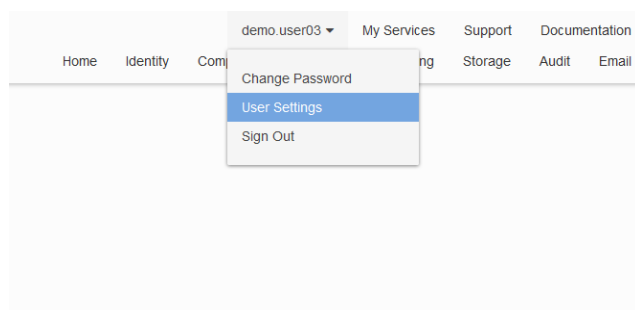 demo.user03 My Services Support Documentation
Home Identity Comp ng Storage Audit Email
Change Password
User Settings
Sign Out